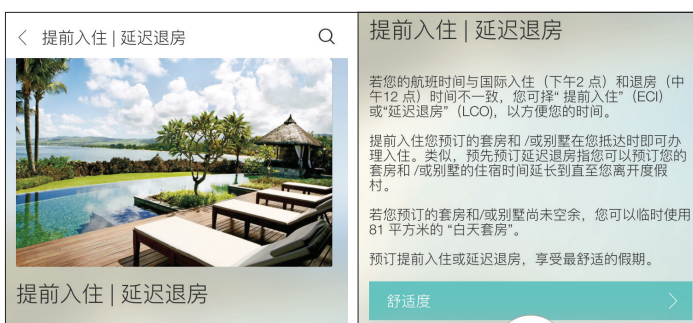 提前入住 | 延迟退房
提前入住 | 延迟退房
提前入住 | 延迟退房
若您的航班时间与国际入住（下午2 点）和退房（中
午12 点）时间不一致，您可择“ 提前入住”（ECI）
或“延迟退房”（LCO)，以方便您的时间。
提前入住您预订的套房和 /或别墅在您抵达时即可办
理入住。类似，预先预订延迟退房指您可以预订您的
套房和 /或别墅的住宿时间延长到直至您离开度假
村。
若您预订的套房和/或别墅尚未空余，您可以临时使用
81 平方米的 “白天套房”。
预订提前入住或延迟退房，享受最舒适的假期。
舒适度